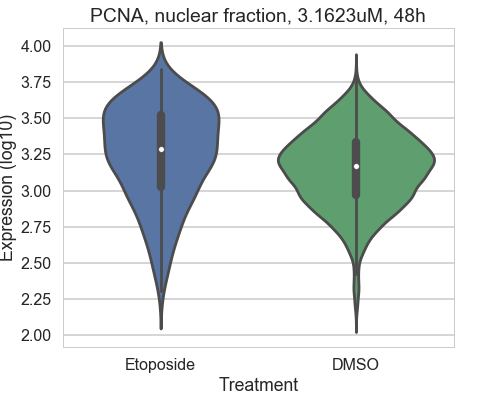 PCNA, nuclear fraction, 3.1623uM, 48h
Expression (log10)
4.00
3.75
3.50
3.25
3.00
2.75
2.50
2.25
2.00
Etoposide
DMSO
Treatment